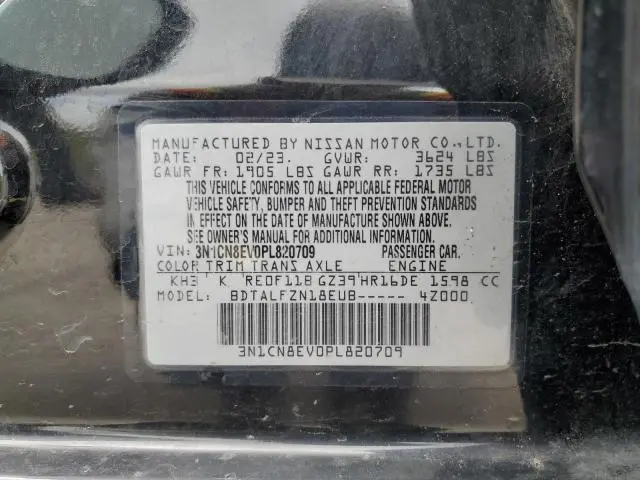 MANUFACTURED BY NISSAN MOTOR CO.,LTD.
DATE: 02/23. GVWR: 3624 LBS
GAWR FR: 1905 LBS GAWR RR: 1735 LBS
THIS VEHICLE CONFORMS TO ALL APPLICABLE FEDERAL MOTOR
VEHICLE SAFETY, BUMPER AND THEFT PREVENTION STANDARDS
IN EFFECT ON THE DATE OF MANUFACTURE SHOWN ABOVE.
SEE OWNER'S MANUAL FOR ADDITIONAL INFORMATION.
VIN: 3N1CN8EV0PL820709 PASSENGER CAR.
COLOR TRIM TRANS AXLE ENGINE
KH3 K RE0F11B GZ39 HR16DE 1598 CC
MODEL: BDTALFZN18EUB----- 4Z000
3N1CN8EV0PL820709